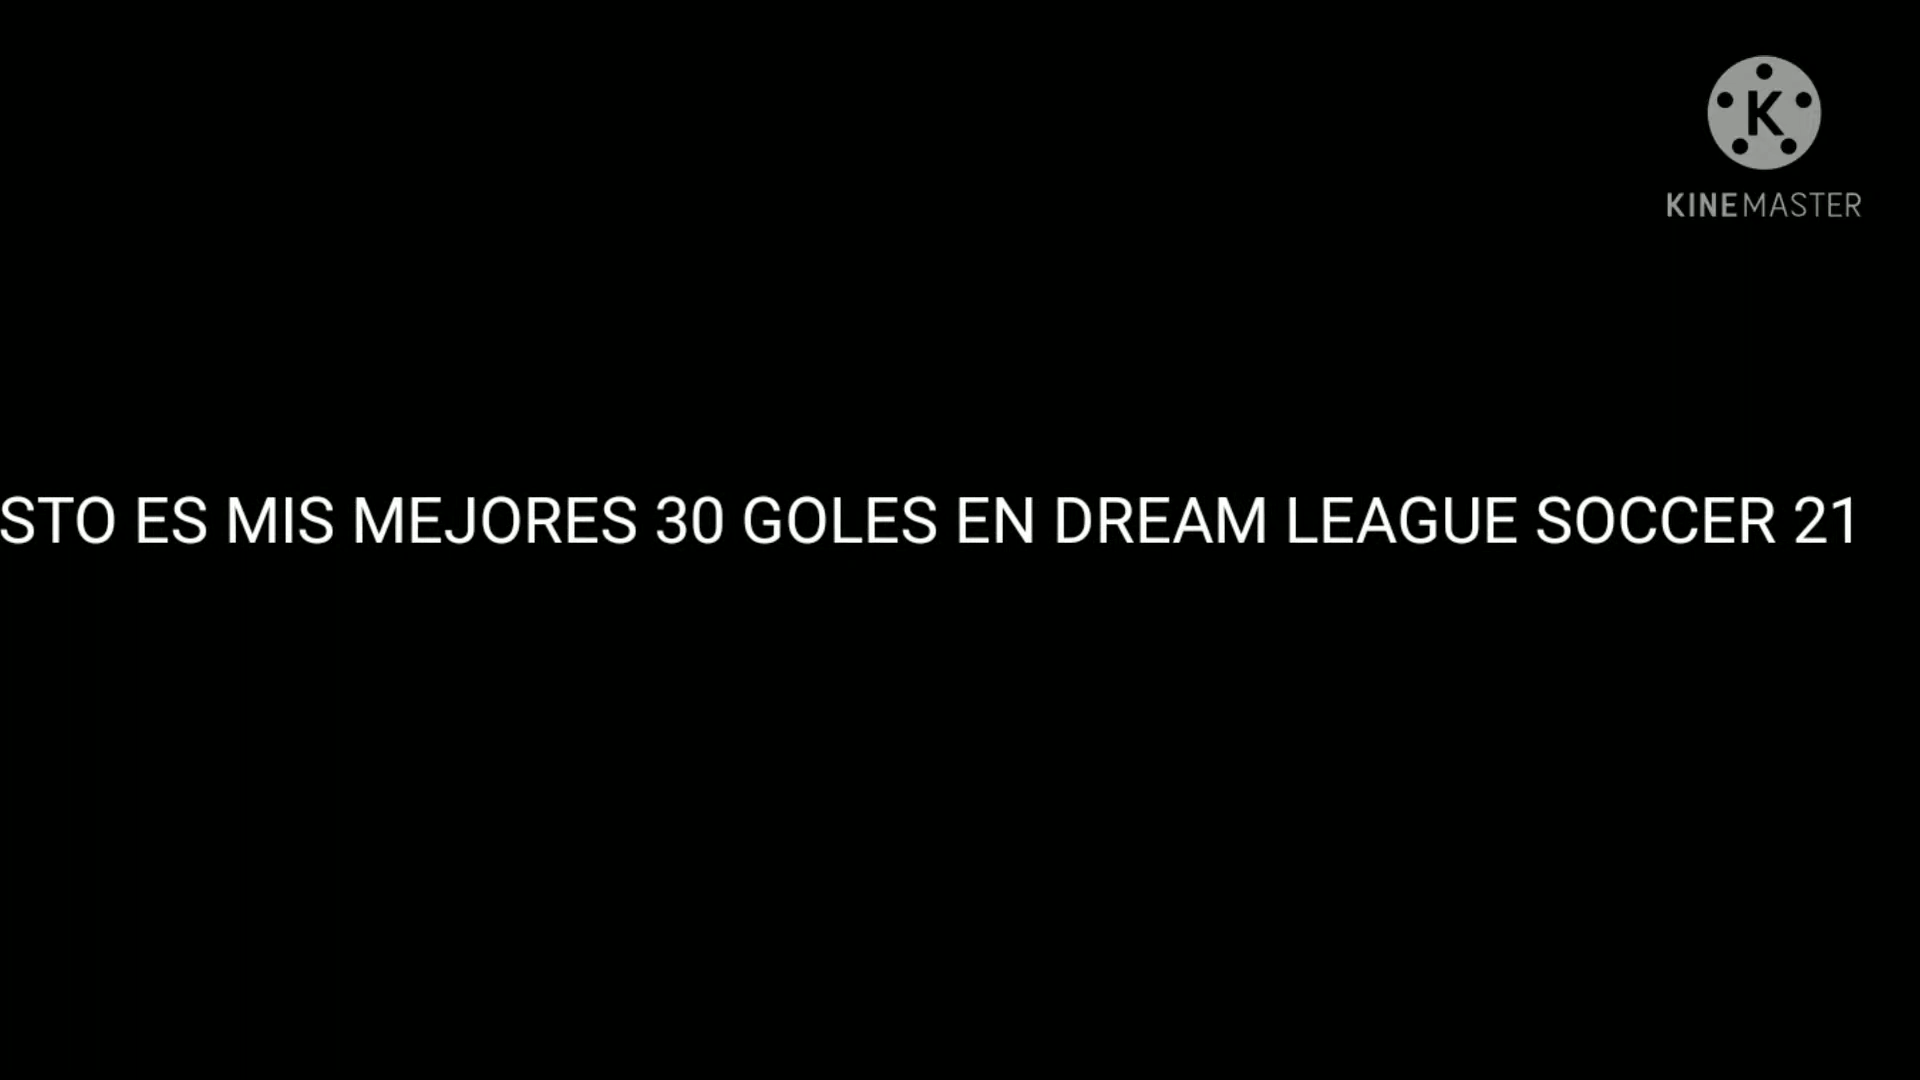 K
KINEMASTER
STO ES MIS MEJORES 30 GOLES EN DREAM LEAGUE SOCCER 21